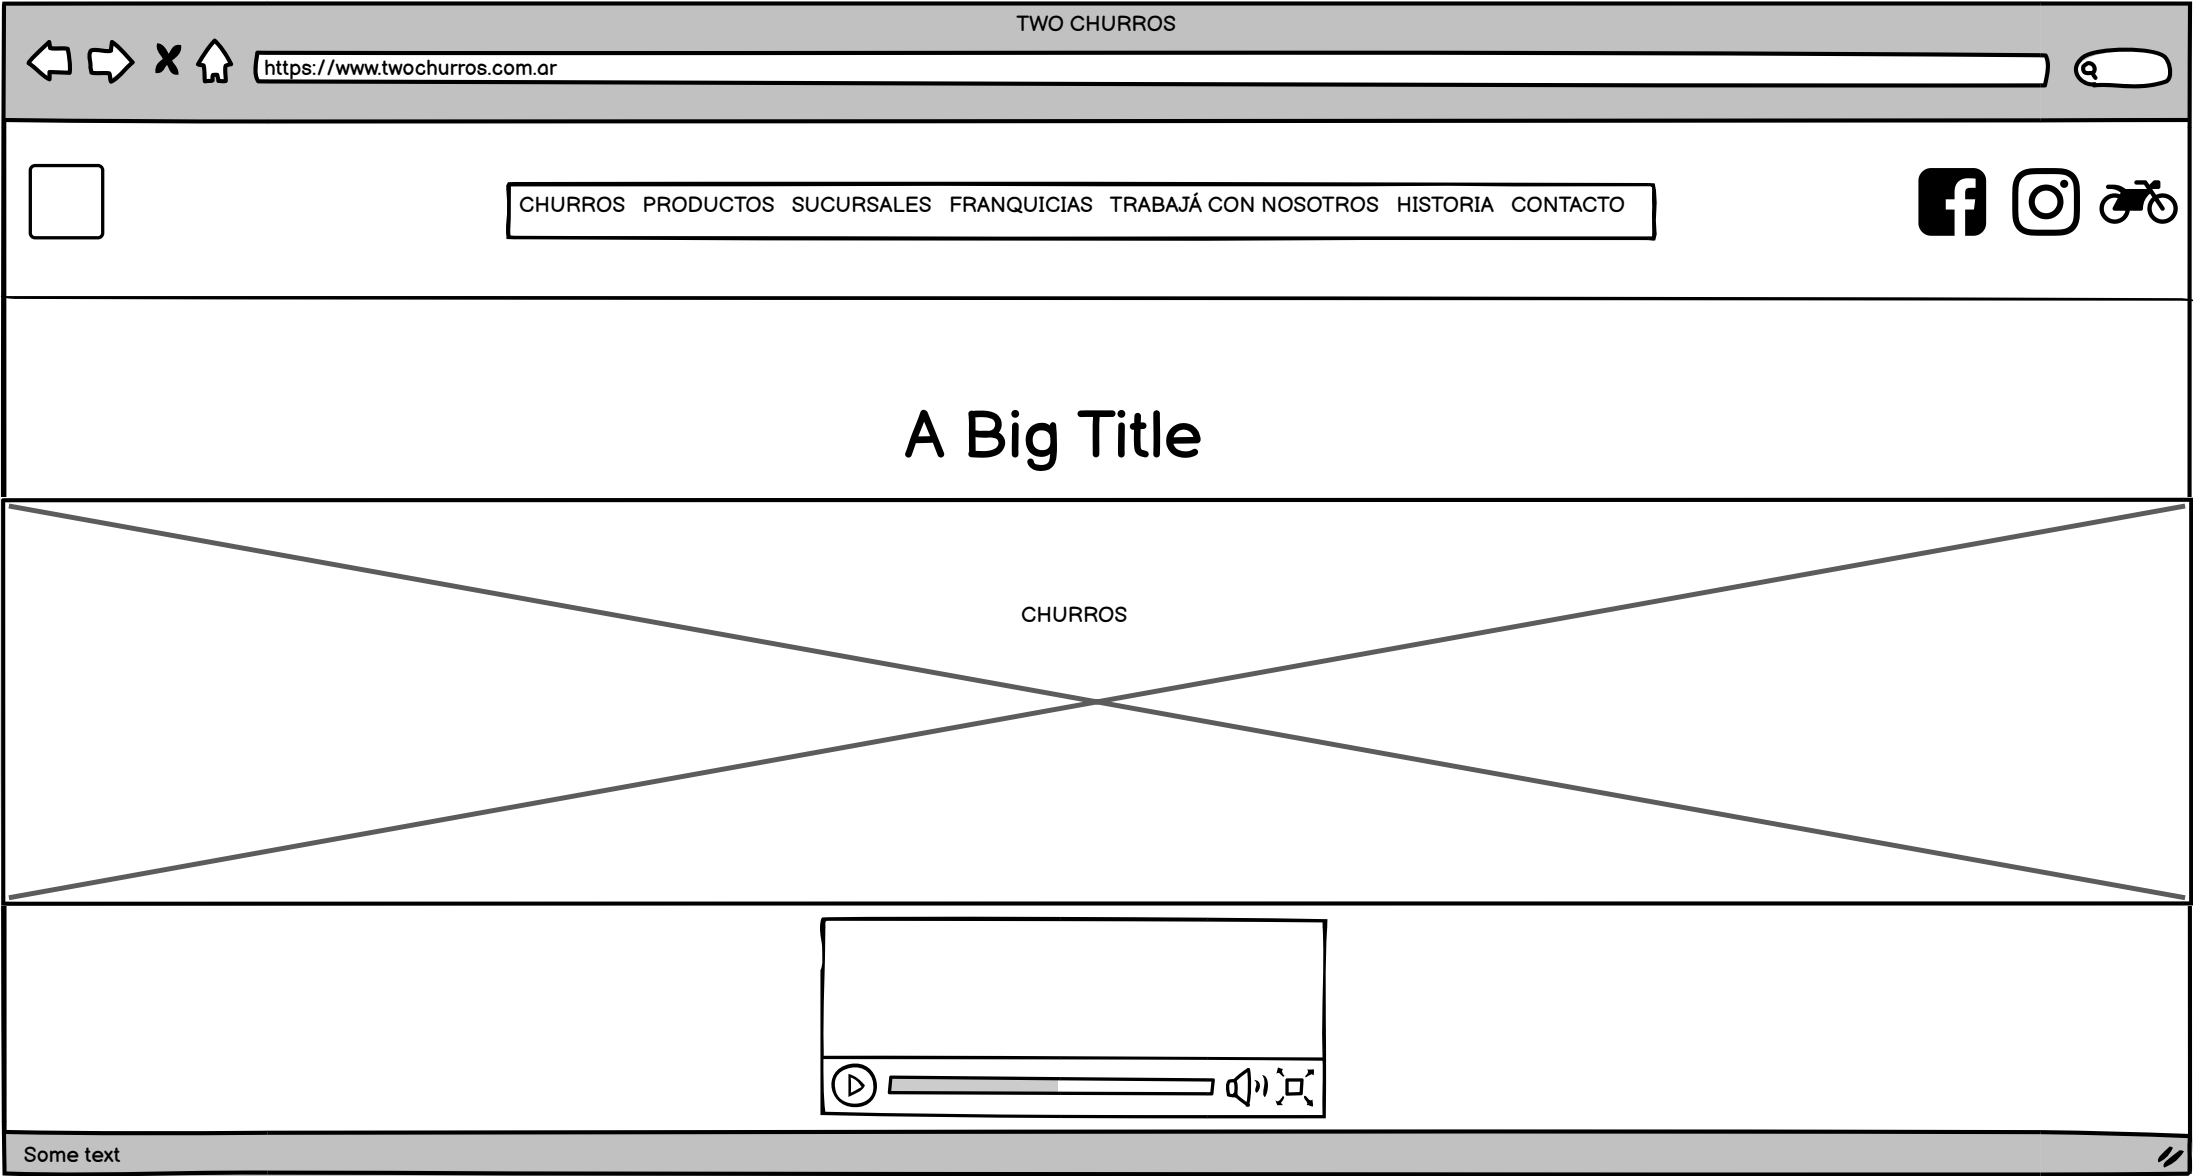 TWO CHURROS
https://www.twochurros.com.ar
CHURROS PRODUCTOS SUCURSALES FRANQUICIAS TRABAJÁ CON NOSOTROS HISTORIA CONTACTO
A Big Title
CHURROS
Some text